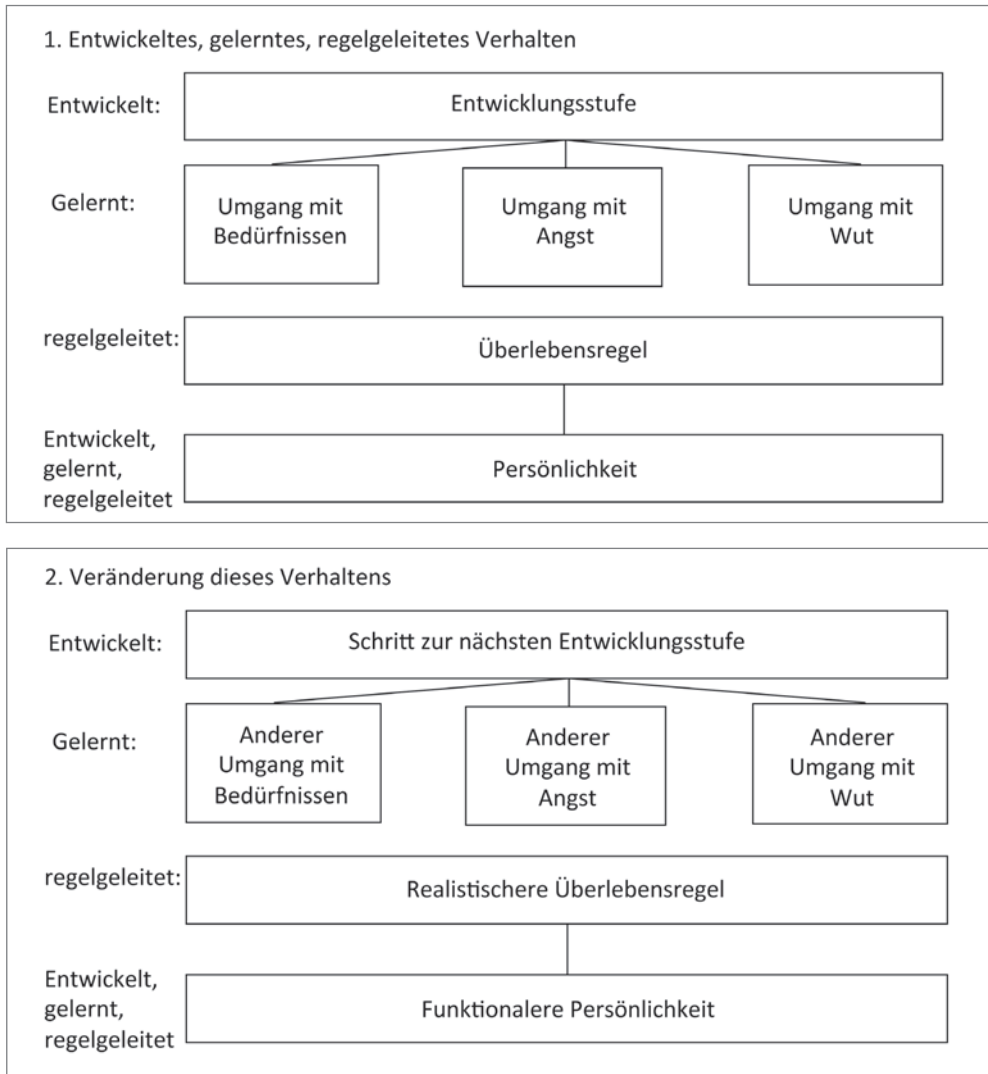 1. Entwickeltes, gelerntes, regelgeleitetes Verhalten
Entwickelt:
Entwicklungsstufe
Gelernt:
Umgang mit
Bedürfnissen
Umgang mit
Angst
Umgang mit
Wut
regelgeleitet:
Überlebensregel
Entwickelt,
gelernt,
regelgeleitet
Persönlichkeit
2. Veränderung dieses Verhaltens
Entwickelt:
Schritt zur nächsten Entwicklungsstufe
Gelernt:
Anderer
Umgang mit
Bedürfnissen
Anderer
Umgang mit
Angst
Anderer
Umgang mit
Wut
regelgeleitet:
Realistischere Überlebensregel
Entwickelt,
gelernt,
regelgeleitet
Funktionalere Persönlichkeit